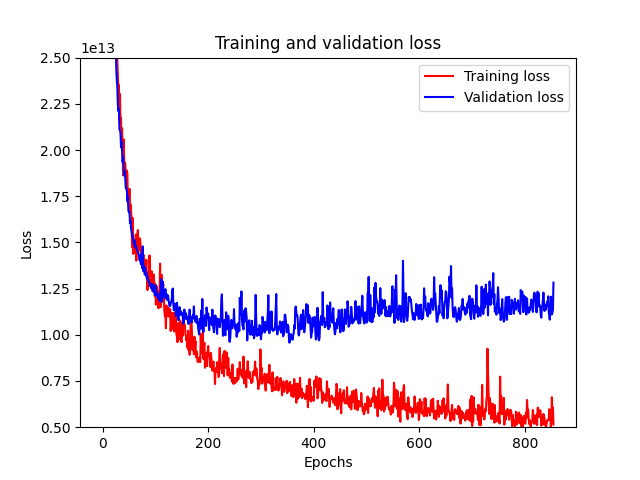 Training and validation loss
1e13
Training loss
Validation loss
2.50
2.25
2.00
1.75
1.50
1.25
1.00
0.75
0.50
Loss
0 200 400 600 800
Epochs